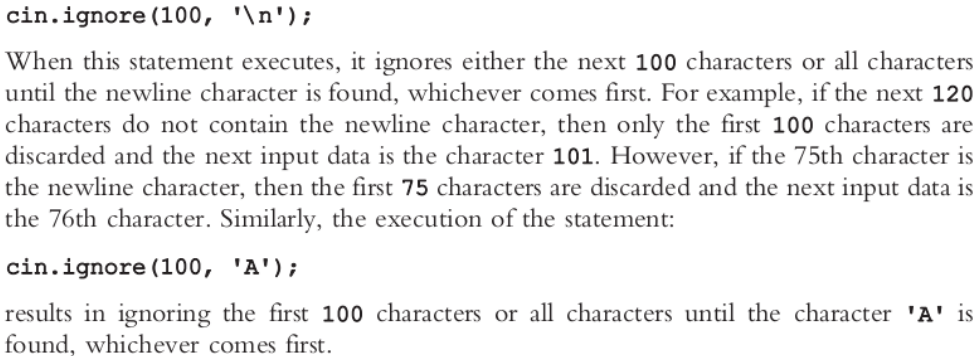 cin.ignore(100, '\n');
When this statement executes, it ignores either the next 100 characters or all characters
until the newline character is found, whichever comes first. For example, if the next 120
characters do not contain the newline character, then only the first 100 characters are
discarded and the next input data is the character 101. However, if the 75th character is
the newline character, then the first 75 characters are discarded and the next input data is
the 76th character. Similarly, the execution of the statement:
cin.ignore(100, 'A');
results in ignoring the first 100 characters or all characters until the character 'A' is
found, whichever comes first.